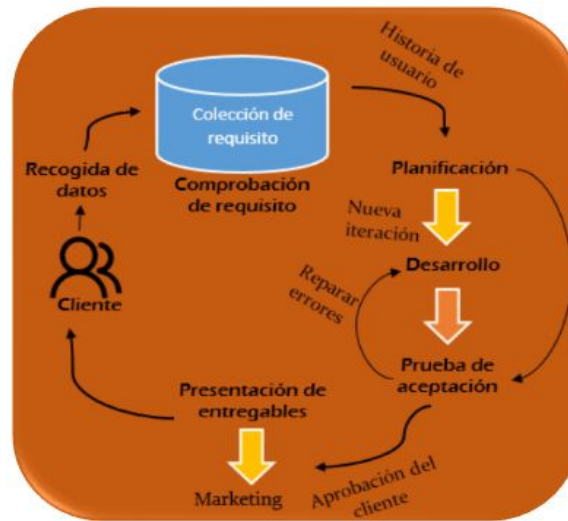 Historia de
usuario
Colección de
requisito
Comprobación
de requisito
Recogida de
datos
Cliente
Planificación
Nueva
iteración
Desarrollo
Reparar
errores
Prueba de
aceptación
Presentación de
entregables
Marketing
Aprobación del
cliente